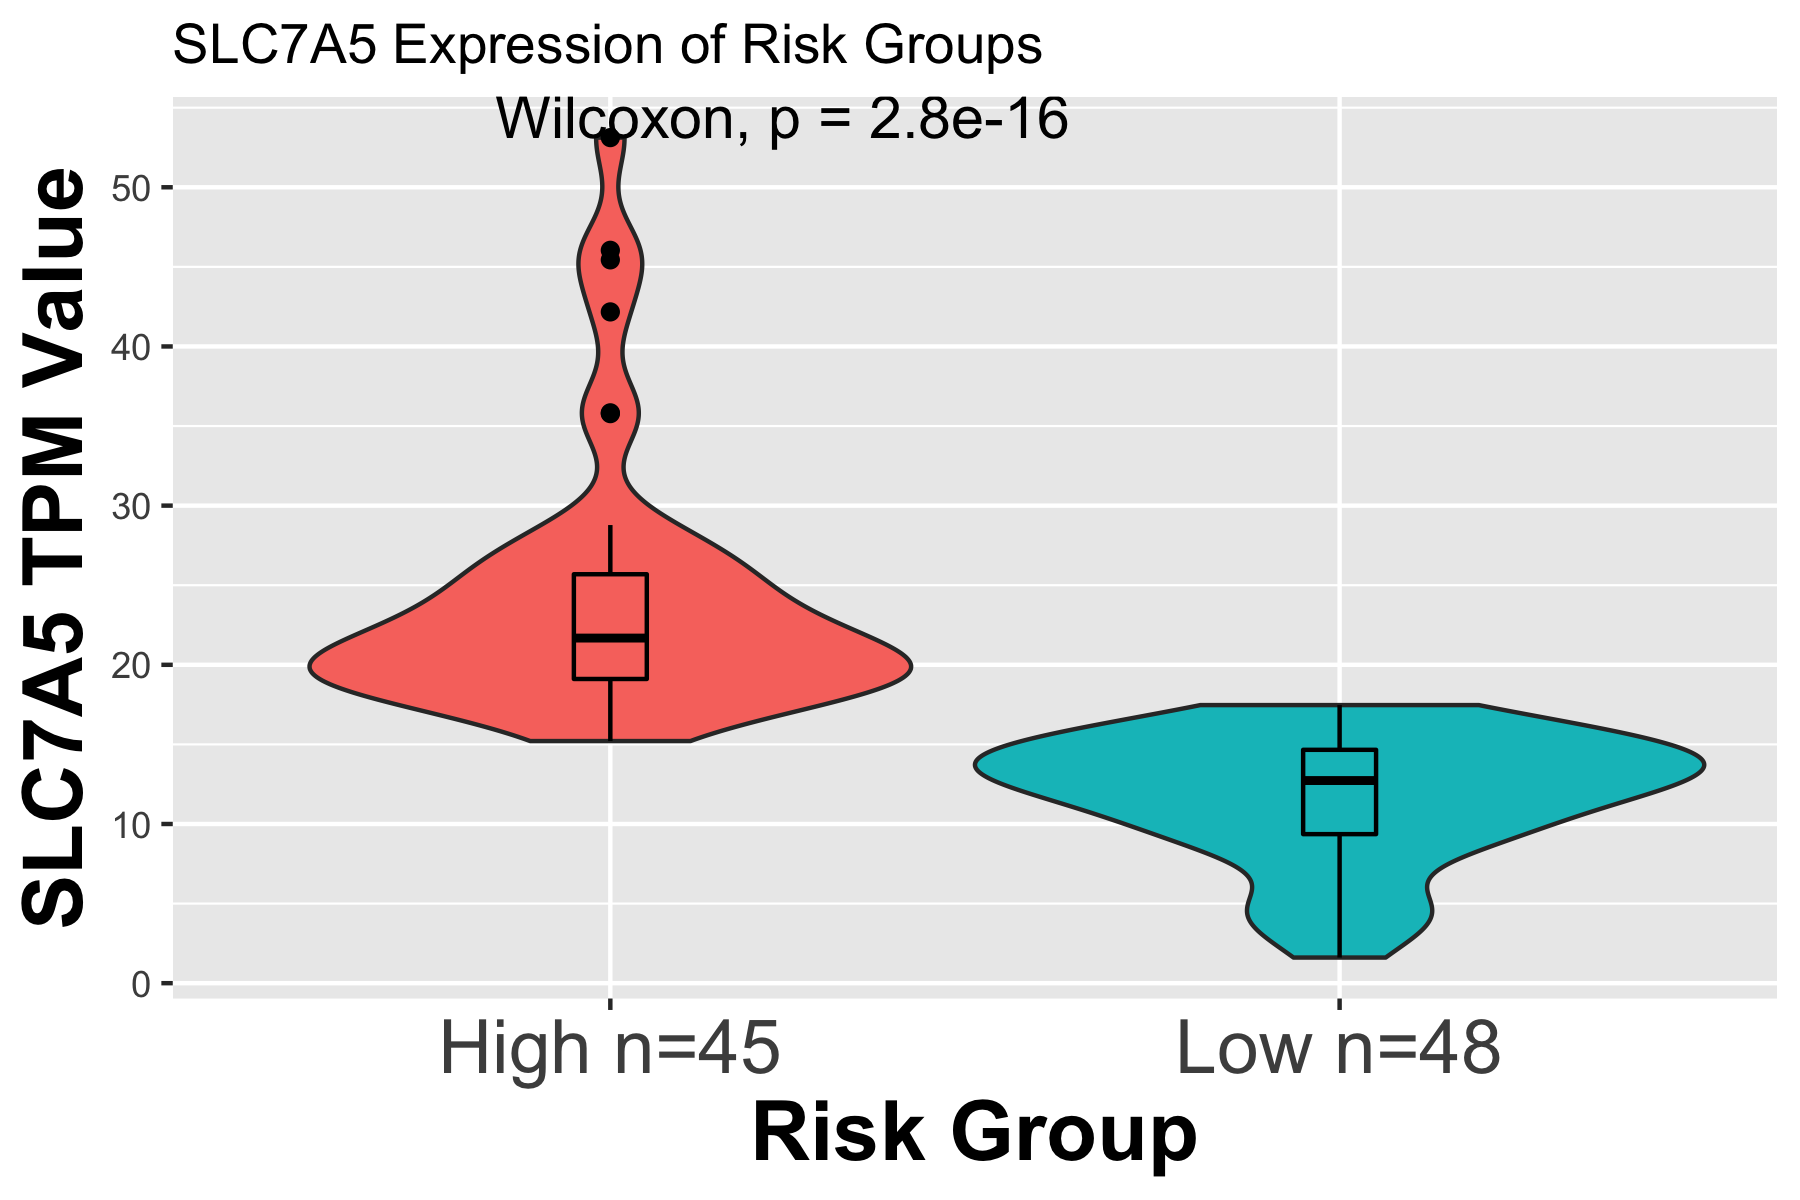 SLC7A5 Expression of Risk Groups
Wilcoxon, p = 2.8e-16
SLC7A5 TPM Value
50
40
30
20
10
0
High n=45
Low n=48
Risk Group